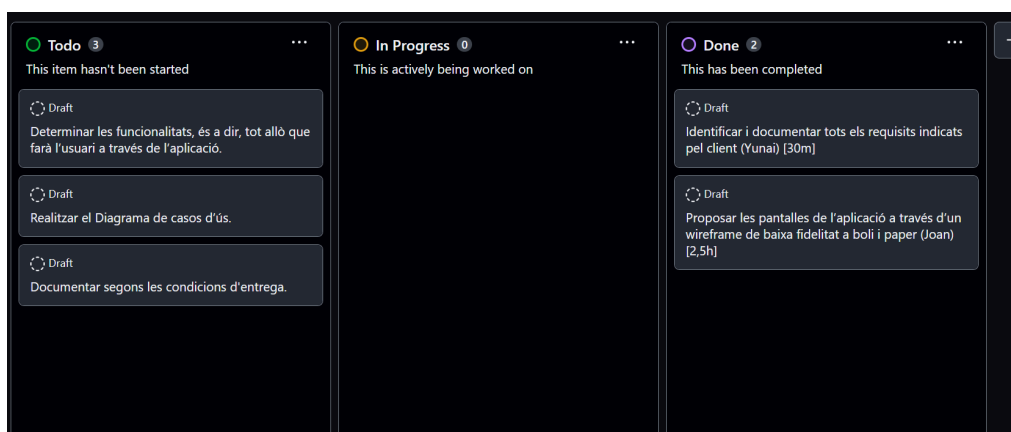 Todo 3
This item hasn't been started
Draft
Determinar les funcionalitats, és a dir, tot allò que
farà l'usuari a través de l'aplicació.
Draft
Realitzar el Diagrama de casos d'ús.
Draft
Documentar segons les condicions d'entrega.
In Progress 0
This is actively being worked on
Done 2
This has been completed
Draft
Identificar i documentar tots els requisits indicats
pel client (Yunai) [30m]
Draft
Proposar les pantalles de l'aplicació a través d'un
wireframe de baixa fidelitat a boli i paper (Joan)
[2,5h]